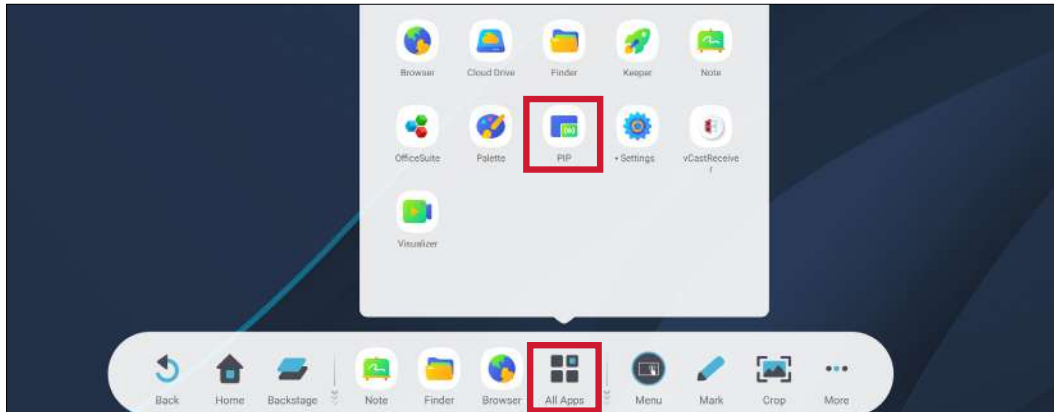 Browser Cloud Drive Finder Keeper Note
OfficeSuite Palette PIP • Settings vCastReceive
r
Visualizer
Back Home Backstage Note Finder Browser All Apps Menu Mark Crop More